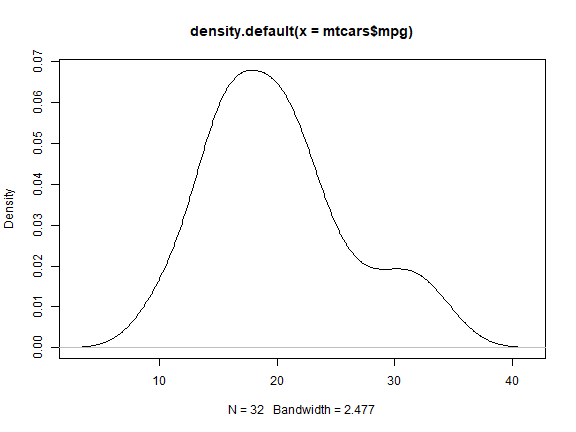 density.default(x = mtcars$mpg)
Density
0.07
0.06
0.05
0.04
0.03
0.02
0.01
0.00
10 20 30 40
N = 32 Bandwidth = 2.477